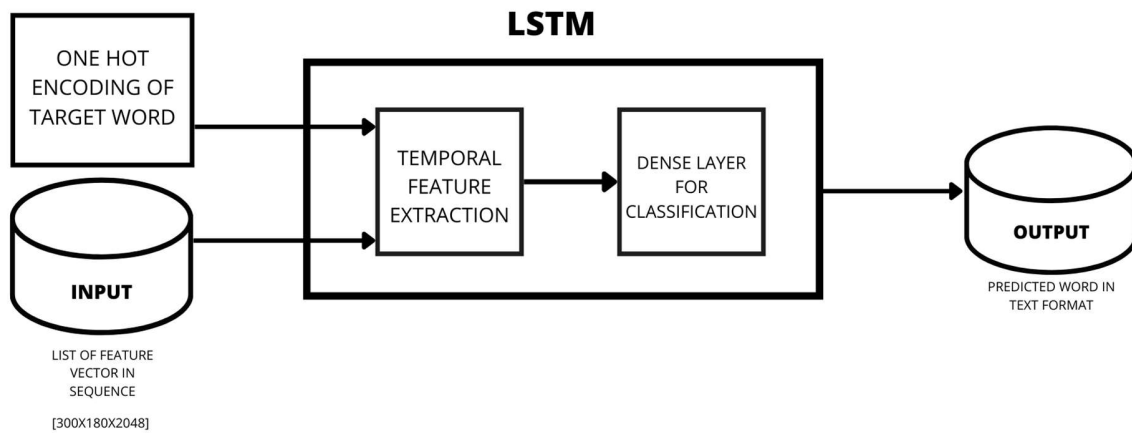 LSTM
ONE HOT
ENCODING OF
TARGET WORD
INPUT
LIST OF FEATURE
VECTOR IN
SEQUENCE
[300X180X2048]
TEMPORAL
FEATURE
EXTRACTION
DENSE LAYER
FOR
CLASSIFICATION
OUTPUT
PREDICTED WORD IN
TEXT FORMAT